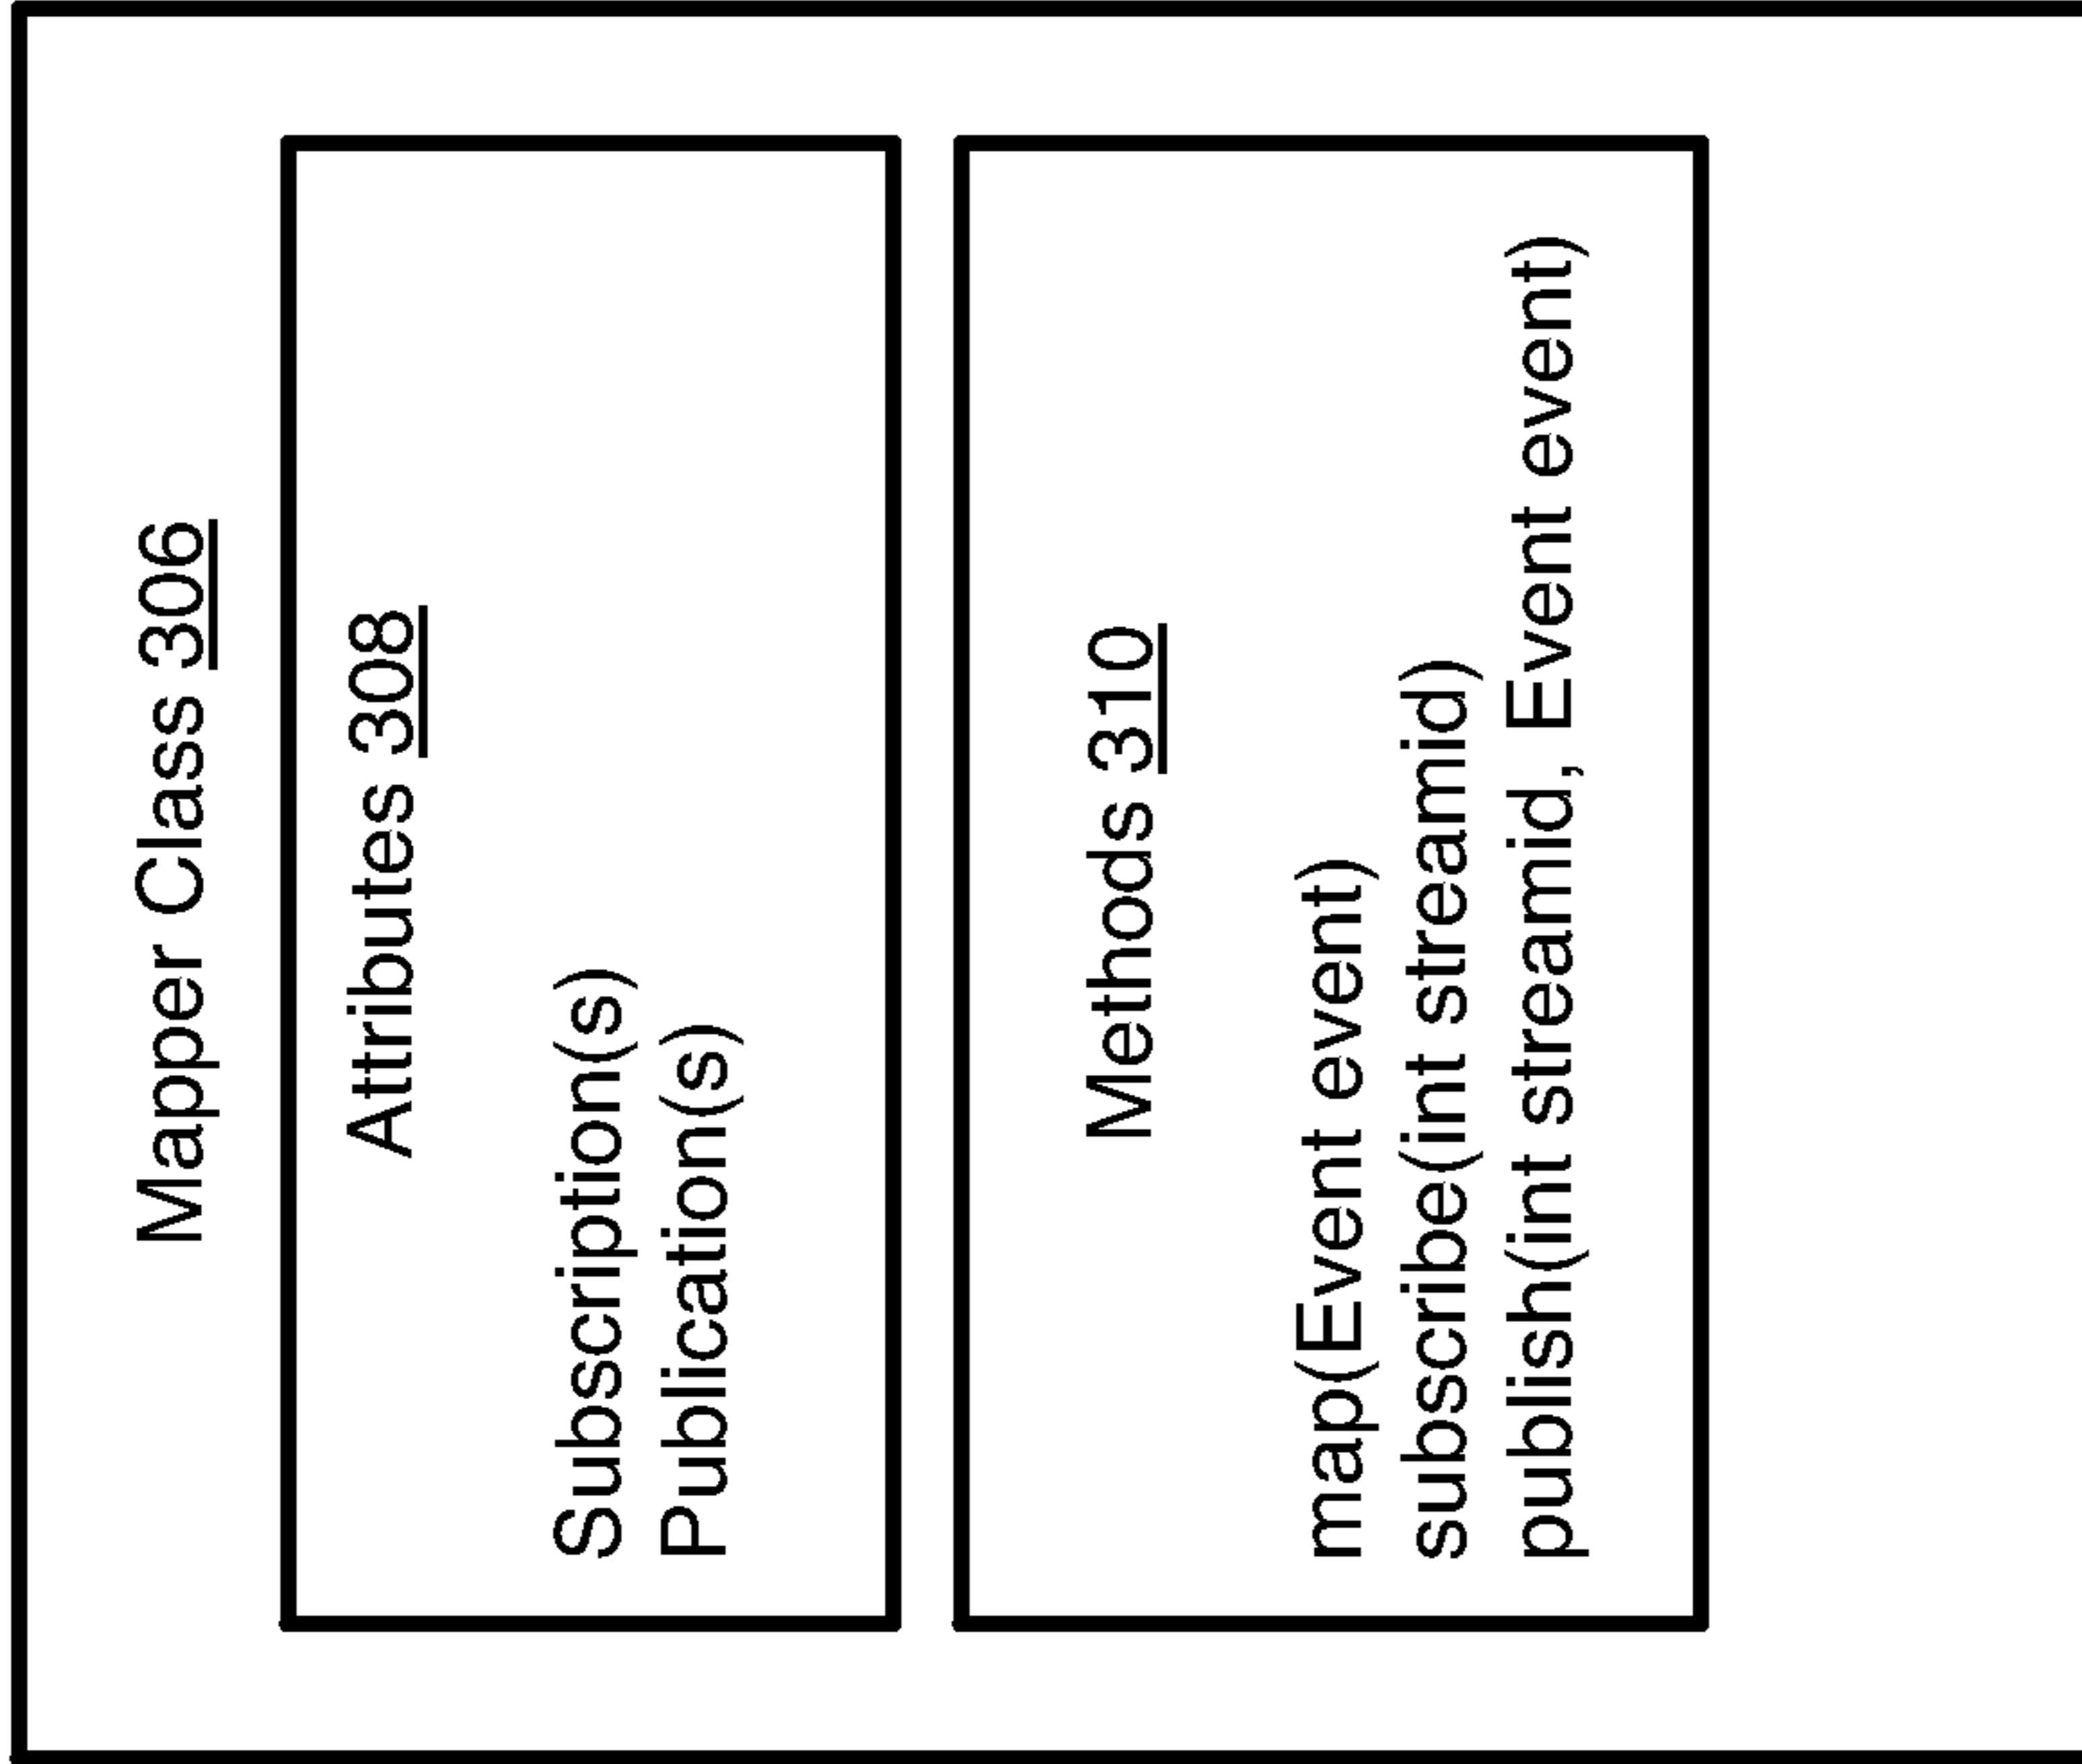 Mapper Class 306
Attributes 308
Subscription(s)
Publication(s)
Methods 310
map(Event event)
subscribe(int streamid)
publish(int streamid, Event event)